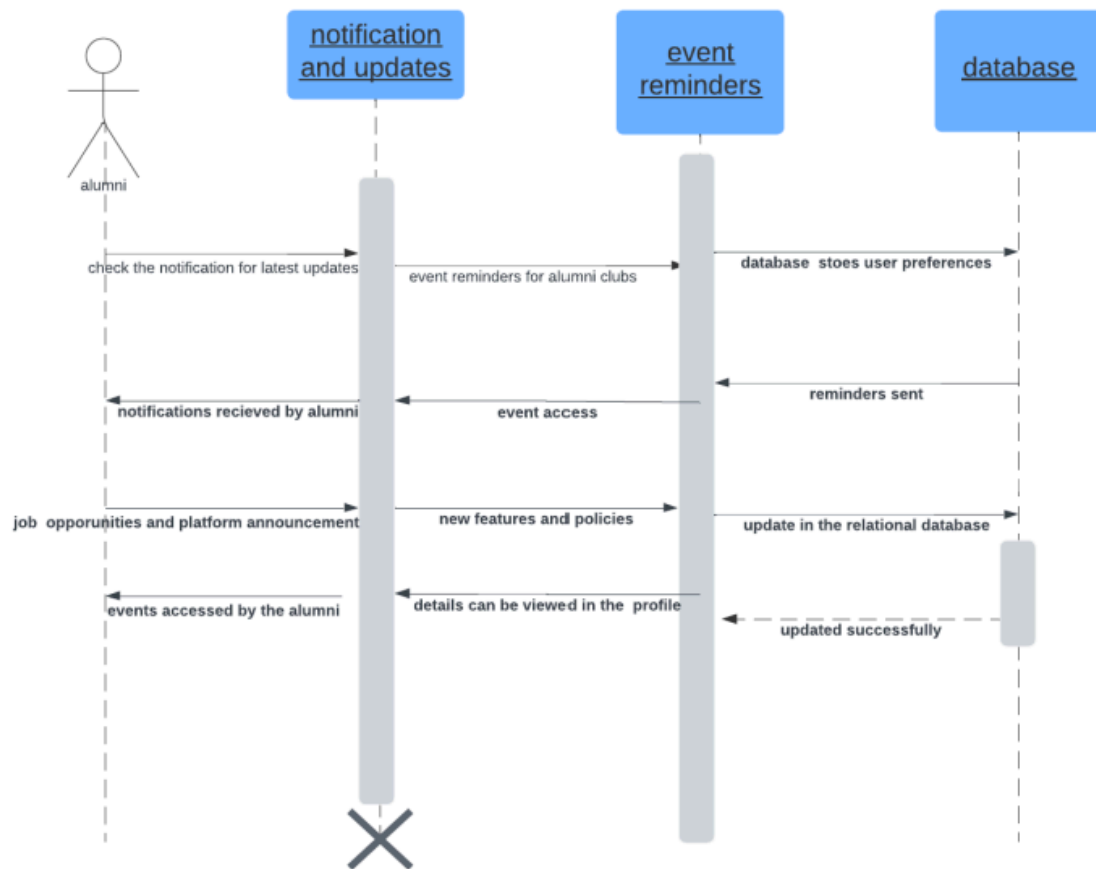 notification
and updates
event
reminders
database
alumni
check the notification for latest updates
event reminders for alumni clubs
database stoes user preferences
reminders sent
notifications recieved by alumni
event access
job opporunities and platform announcement
new features and policies
update in the relational database
events accessed by the alumni
details can be viewed in the profile
updated successfully